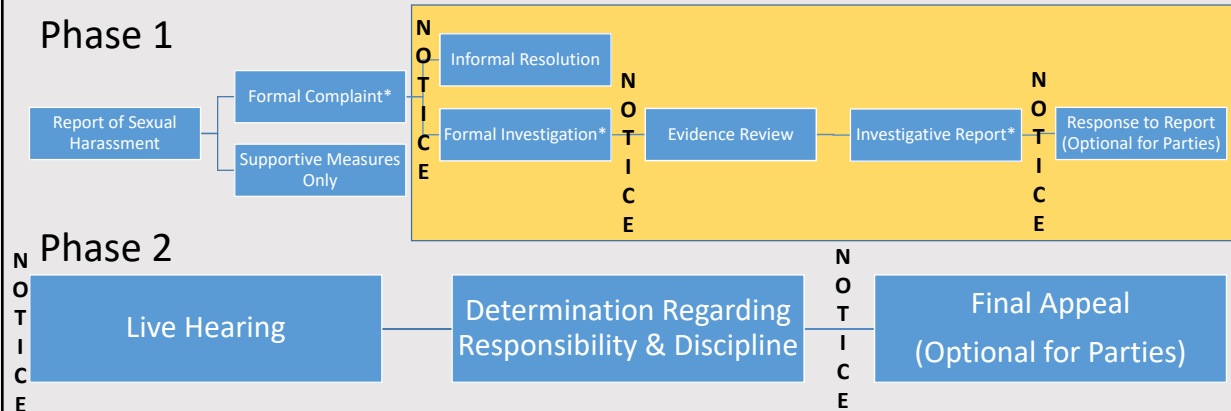 Phase 1
Report of Sexual
Harassment
Formal Complaint*
Supportive Measures
Only
N
O
T
I
C
E
Informal Resolution
Formal Investigation*
N
O
T
I
C
E
Evidence Review
Investigative Report*
N
O
T
I
C
E
Response to Report
(Optional for Parties)
Phase 2
N
O
T
I
C
E
Live Hearing
Determination Regarding
Responsibility & Discipline
N
O
T
I
C
E
Final Appeal
(Optional for Parties)